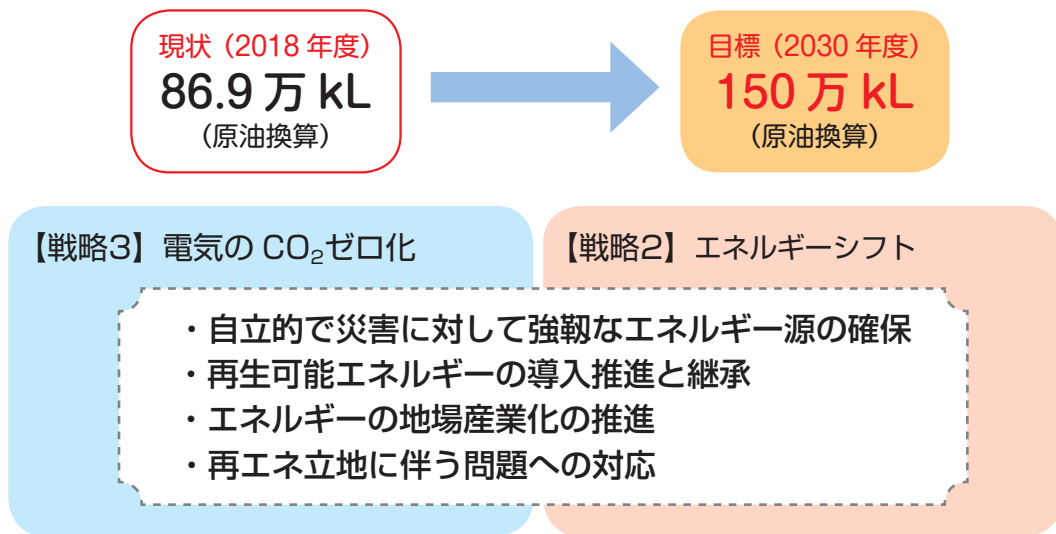 現状（2018 年度）
86.9 万 kL
（原油換算）
目標（2030 年度）
150 万 kL
（原油換算）
【戦略3】電気の CO₂ゼロ化
【戦略2】エネルギーシフト
・自立的で災害に対して強靱なエネルギー源の確保
・再生可能エネルギーの導入推進と継承
・エネルギーの地場産業化の推進
・再エネ立地に伴う問題への対応